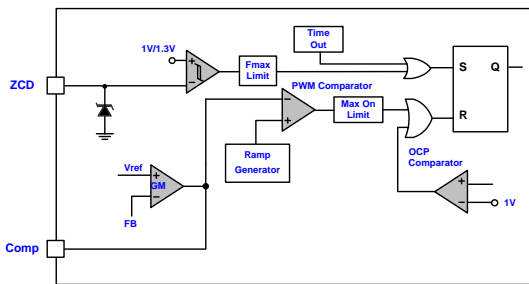 1V/1.3V
Time
Out
Fmax
Limit
ZCD
S
Q
PWM Comparator
Max On
Limit
R
Ramp
Generator
OCP
Comparator
Vref
GM
FB
1V
Comp